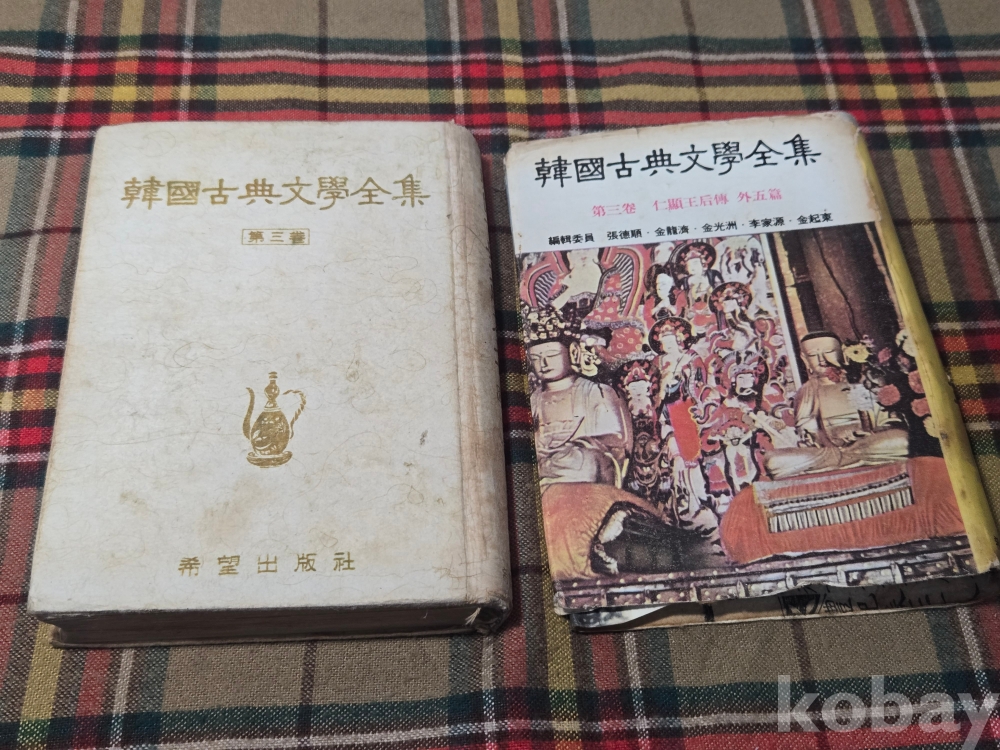 韓國古典文學全集
第三卷
希望出版社
韓國古典文學全集
第三卷 仁顯王后傳 外五篇
編輯委員 張德順·金龍濟·金光洲·李家源·金起東
kobay